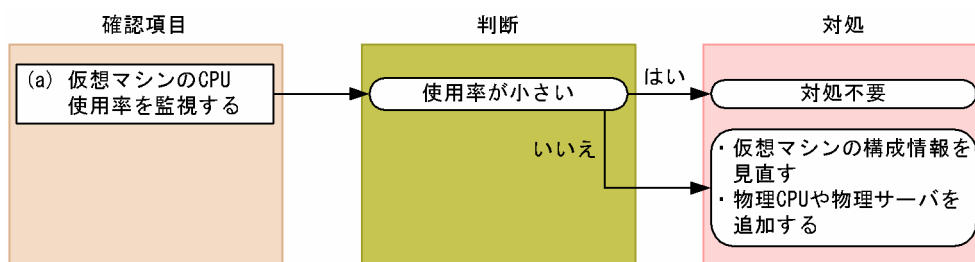 確認項目
判断
対処
(a) 仮想マシンのCPU
使用率を監視する
使用率が小さい
はい
いいえ
対処不要
・仮想マシンの構成情報を
見直す
・物理CPUや物理サーバを
追加する